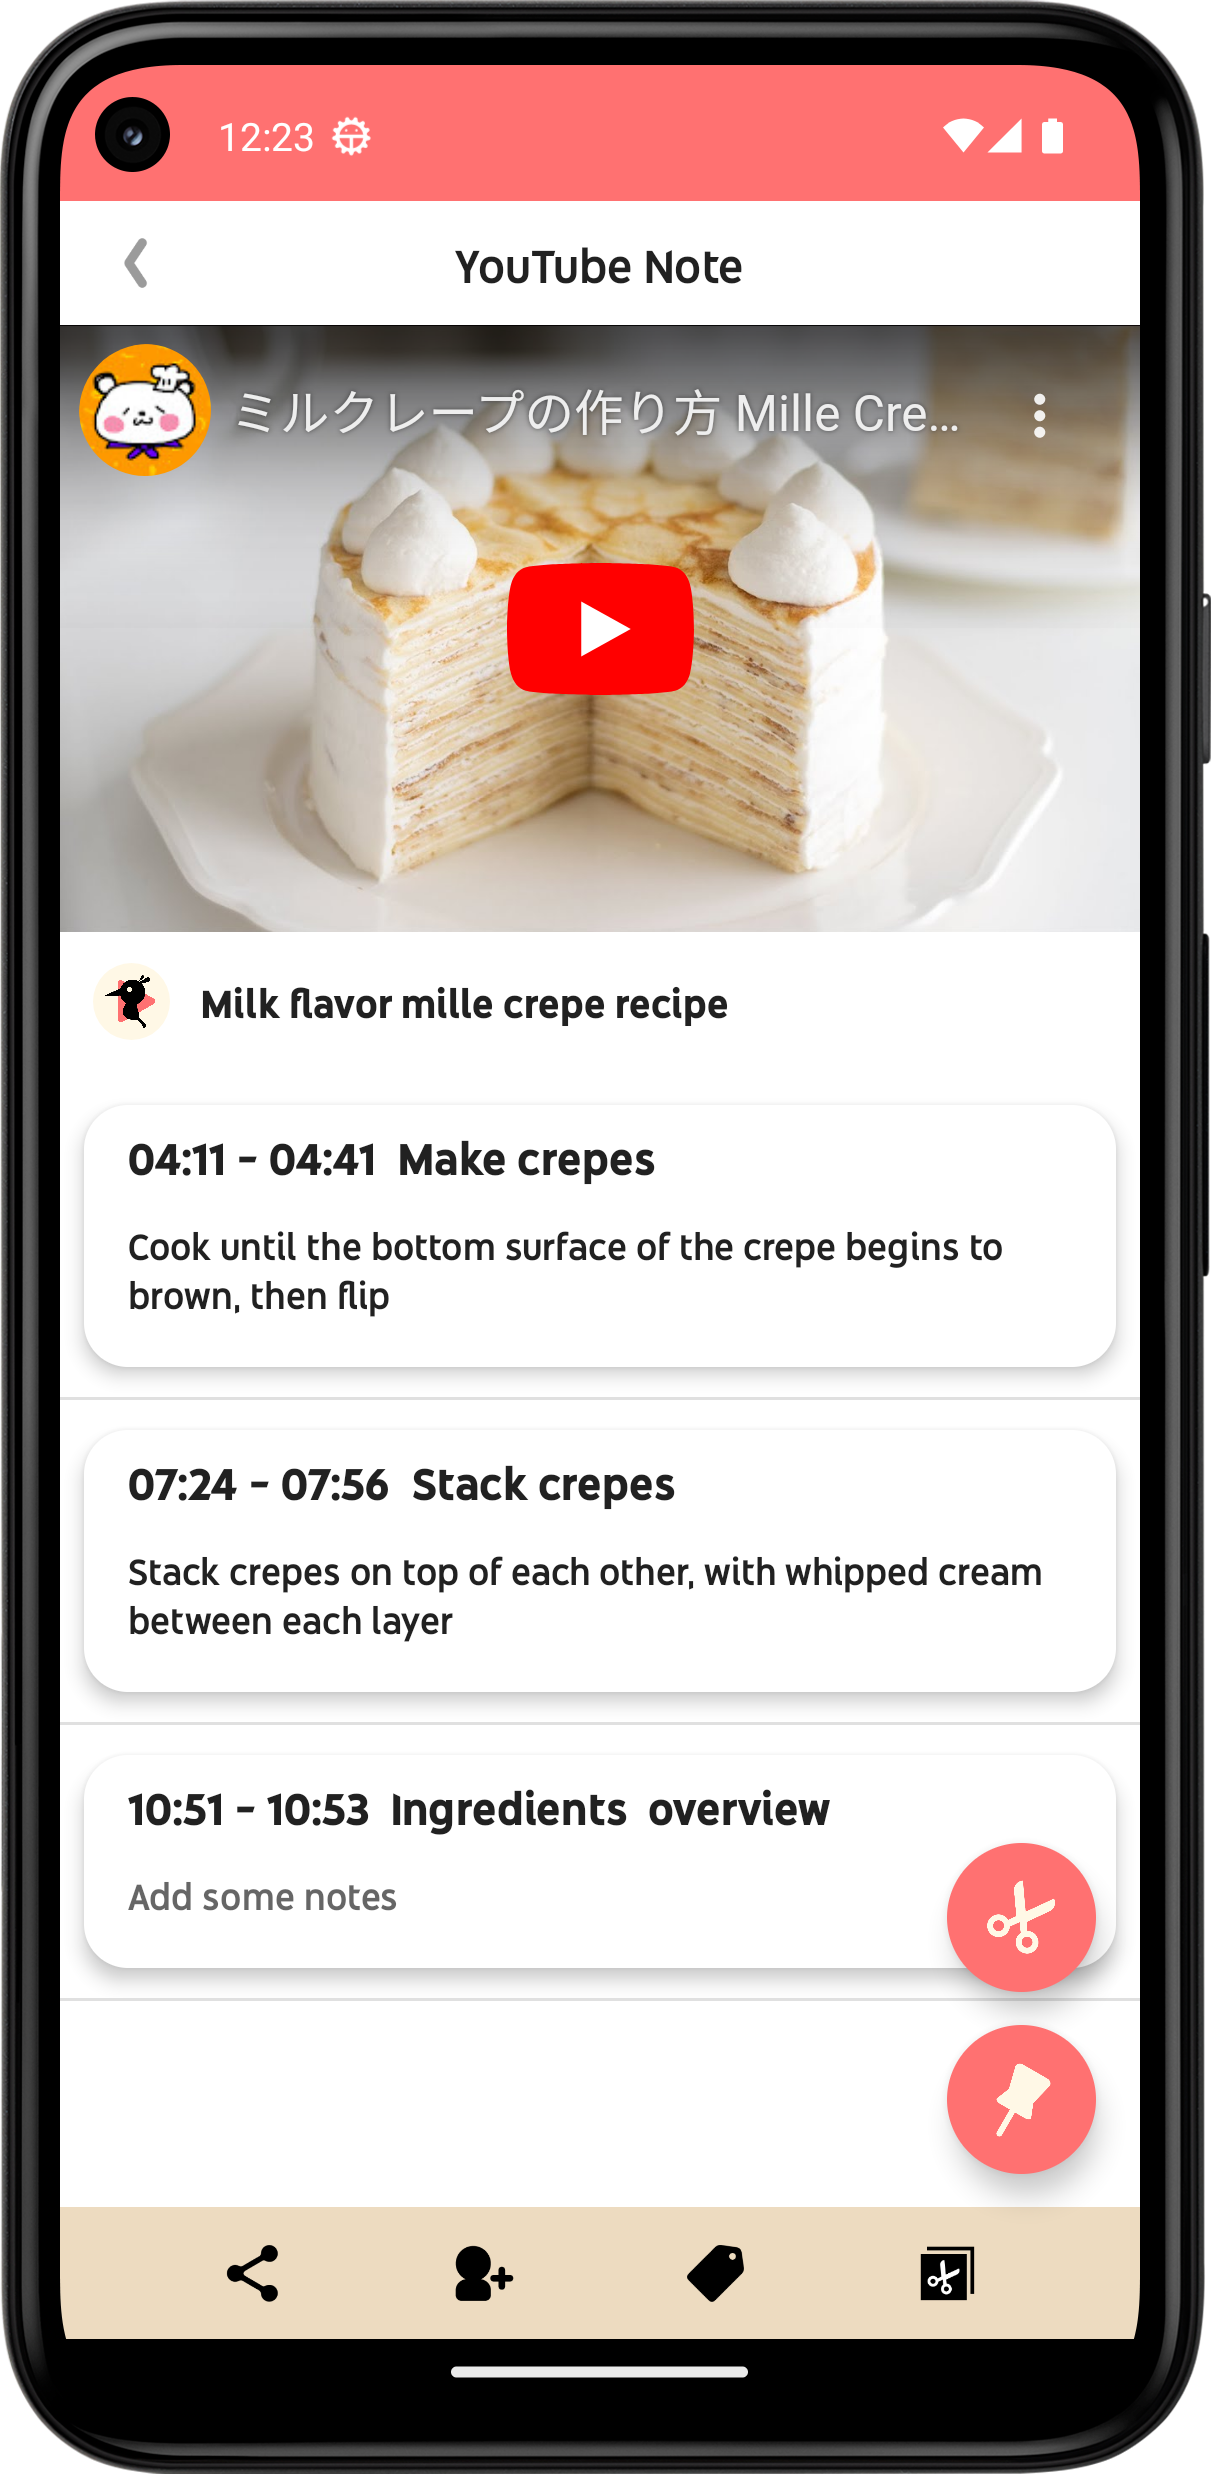 12:23
YouTube Note
ミルクレープの作り方 Mille Cre...
Milk flavor mille crepe recipe
04:11 - 04:41 Make crepes
Cook until the bottom surface of the crepe begins to
brown, then flip
07:24 - 07:56 Stack crepes
Stack crepes on top of each other, with whipped cream
between each layer
10:51 - 10:53 Ingredients overview
Add some notes